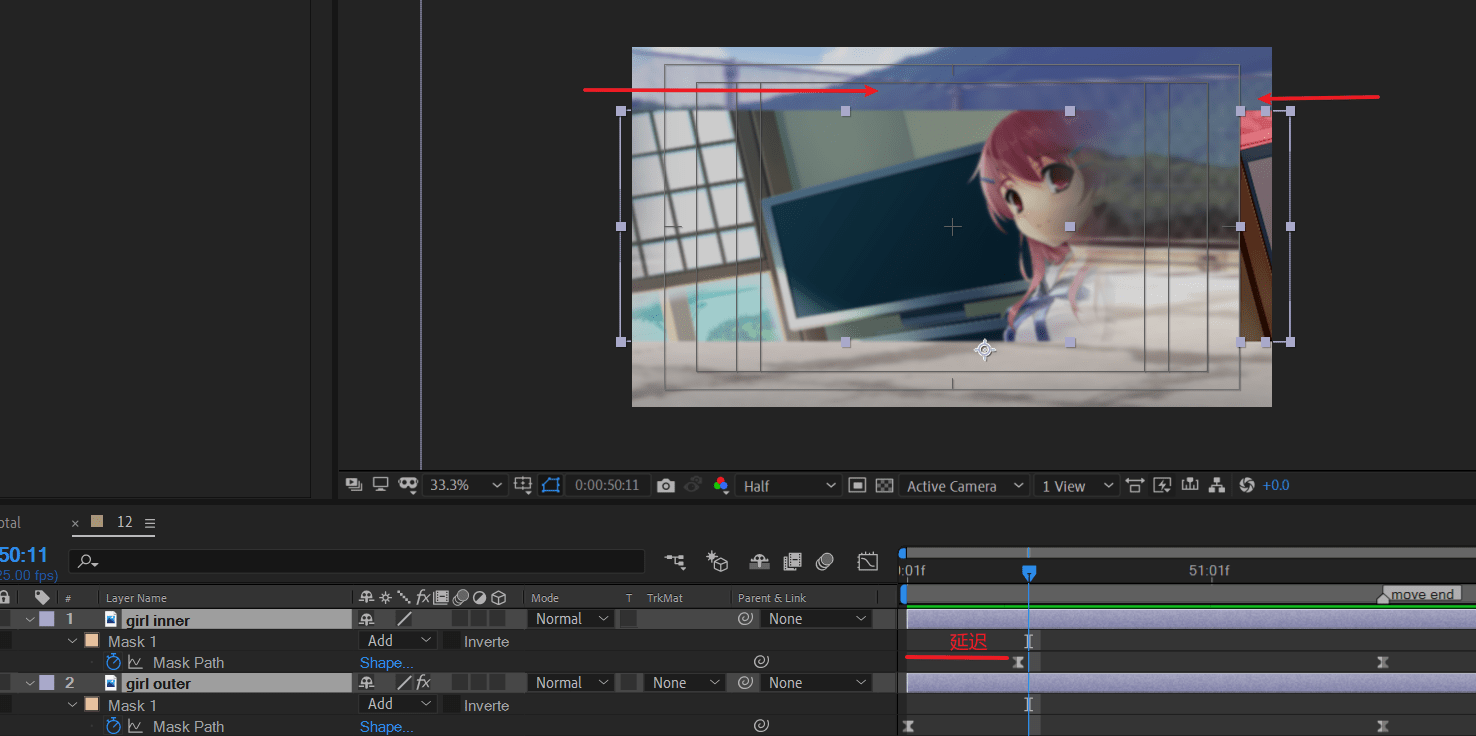 33.3%
0:00:50:11
Half
Active Camera
1 View
+0.0
otal
× 12
50:11
25.00 fps)
:01f
51:01f
# Layer Name
fx
Mode
T TrkMat
Parent & Link
move end
1 girl inner
Normal
None
延迟
Mask 1
Add
Inverte
Mask Path
Shape...
2 girl outer
fx
Normal
None
None
Mask 1
Add
Inverte
Mask Path
Shape...